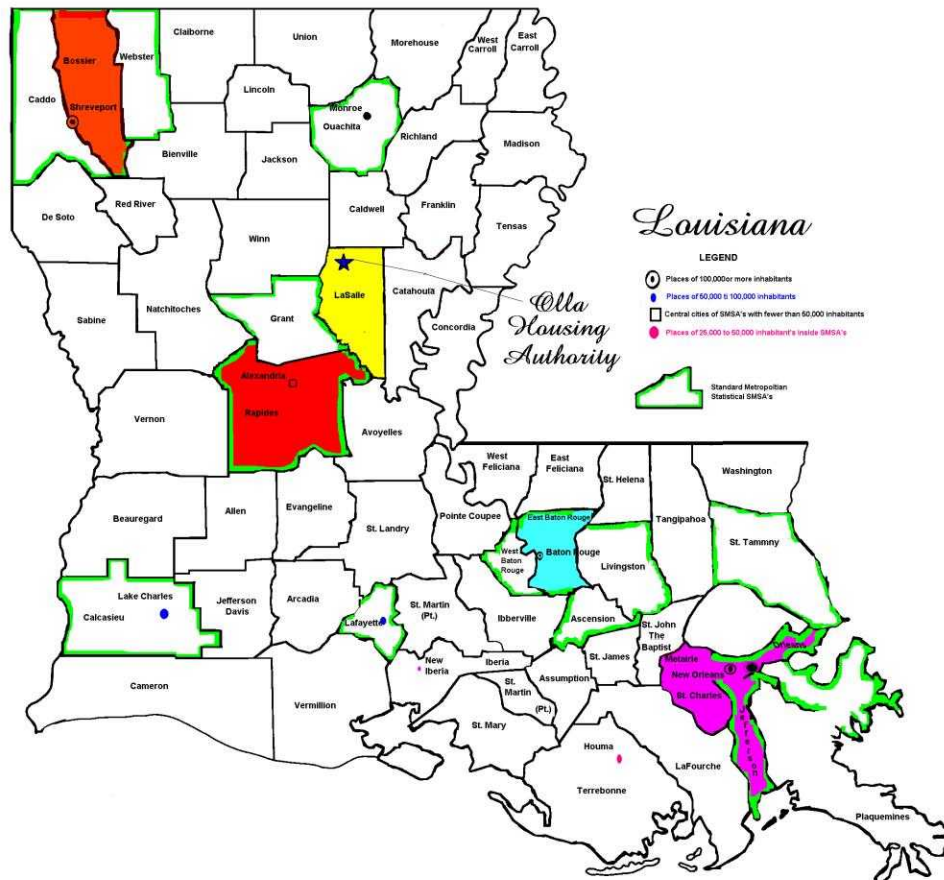 Claiborne
Union
Morehouse
West
Carroll
East
Carroll
Bossier
Webster
Caddo
Shreveport
Lincoln
Monroe
Ouachita
Richland
Madison
Bienville
Jackson
De Soto
Red River
Caldwell
Franklin
Tensas
Winn
Natchitoches
Sabine
Grant
LaSalle
Catahoula
Concordia
Louisiana
LEGEND
Places of 100,000or more inhabitants
Places of 50,000 ti 100,000 inhabitants
Central cities of SMSA's with fewer than 50,000 inhabitants
Places of 25,000 to 50,000 inhabitant's inside SMSA's
Standard Metropoltian
Statistical SMSA's
Olla
Housing
Authority
Alexandria
Rapides
Vernon
Avoyelles
West
Feliciana
East
Feliciana
St. Helena
Washington
Beauregard
Allen
Evangeline
St. Landry
Pointe Coupee
East Baton Rouge
West
Baton
Rouge
Baton Rouge
Livingston
Tangipahoa
St. Tammny
Lake Charles
Calcasieu
Jefferson
Davis
Arcadia
Lafayette
St. Martin
(Pt.)
Ibberville
Ascension
St. John
The
Baptist
St. James
Metairie
Orleans
New Orleans
St. Charles
Jefferson
Cameron
Vermillion
New
Iberia
Iberia
St.
Martin
(Pt.)
Assumption
St. Mary
Houma
Terrebonne
LaFourche
Plaquemines